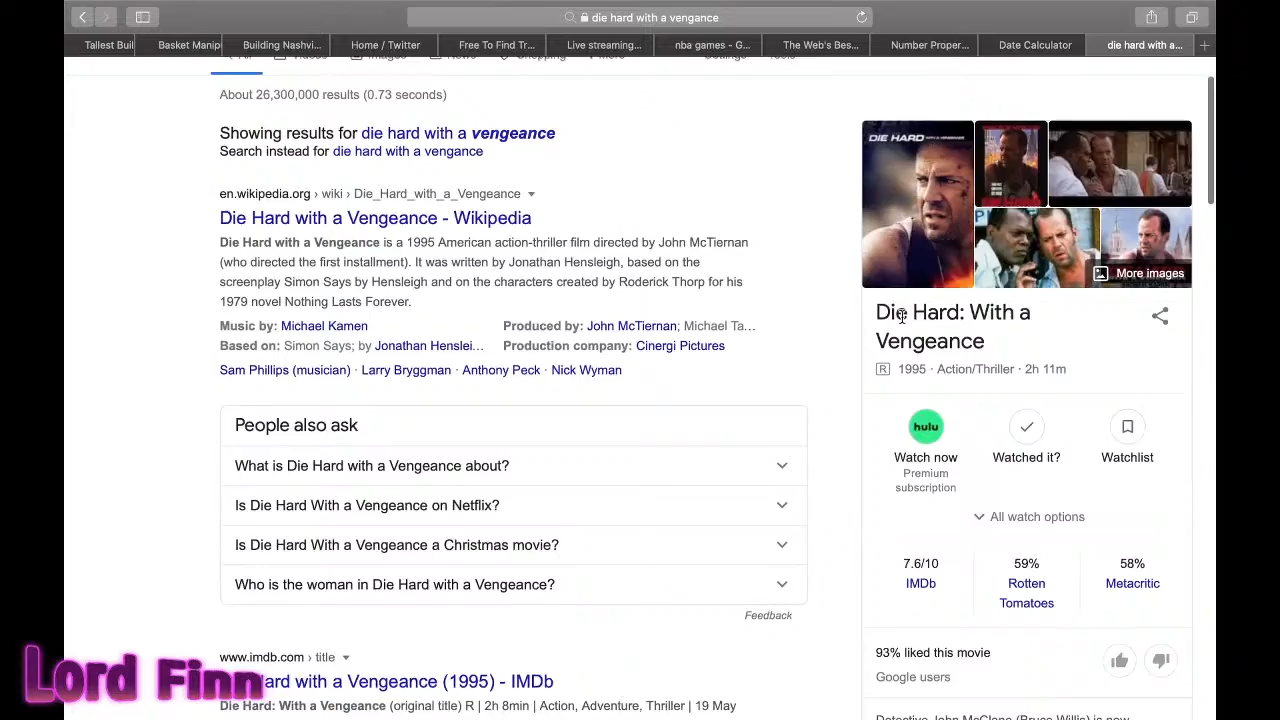 die hard with a vengance
Tallest Buil
Basket Manip
Building Nashvi...
Home / Twitter
Free To Find Tr...
Live streaming...
nba games - G...
The Web's Bes...
Number Proper...
Date Calculator
die hard with a...
About 26,300,000 results (0.73 seconds)
Showing results for die hard with a vengeance
Search instead for die hard with a vengance
en.wikipedia.org › wiki › Die_Hard_with_a_Vengeance
Die Hard with a Vengeance - Wikipedia
Die Hard with a Vengeance is a 1995 American action-thriller film directed by John McTiernan
(who directed the first installment). It was written by Jonathan Hensleigh, based on the
screenplay Simon Says by Hensleigh and on the characters created by Roderick Thorp for his
1979 novel Nothing Lasts Forever.
Music by: Michael Kamen
Produced by: John McTiernan; Michael Ta...
Based on: Simon Says; by Jonathan Henslei...
Production company: Cinergi Pictures
Sam Phillips (musician) · Larry Bryggman · Anthony Peck · Nick Wyman
People also ask
What is Die Hard with a Vengeance about?
Is Die Hard With a Vengeance on Netflix?
Is Die Hard With a Vengeance a Christmas movie?
Who is the woman in Die Hard with a Vengeance?
Feedback
www.imdb.com › title
ard with a Vengeance (1995) - IMDb
Die Hard: With a Vengeance (original title) R | 2h 8min | Action, Adventure, Thriller | 19 May
DIE HARD WITH A VENGEANCE
More images
Die Hard: With a
Vengeance
R 1995 · Action/Thriller · 2h 11m
hulu
Watch now
Premium
subscription
Watched it?
Watchlist
All watch options
7.6/10
IMDb
59%
Rotten
Tomatoes
58%
Metacritic
93% liked this movie
Google users
Detective John McClane (Bruce Willis) is now
Lord Finn